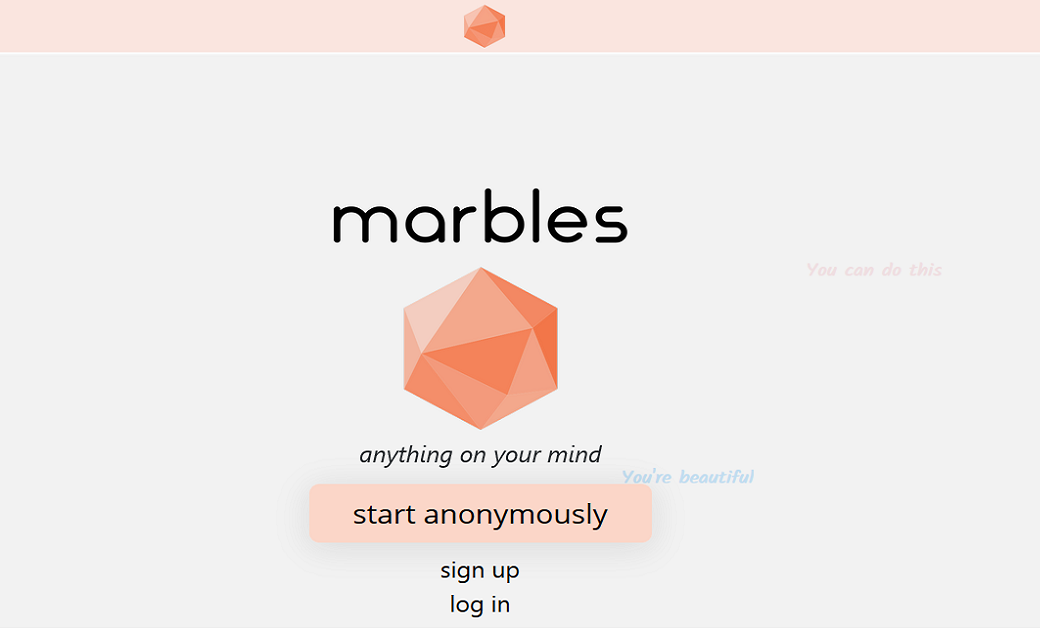 marbles
You can do this
anything on your mind
You're beautiful
start anonymously
sign up
log in